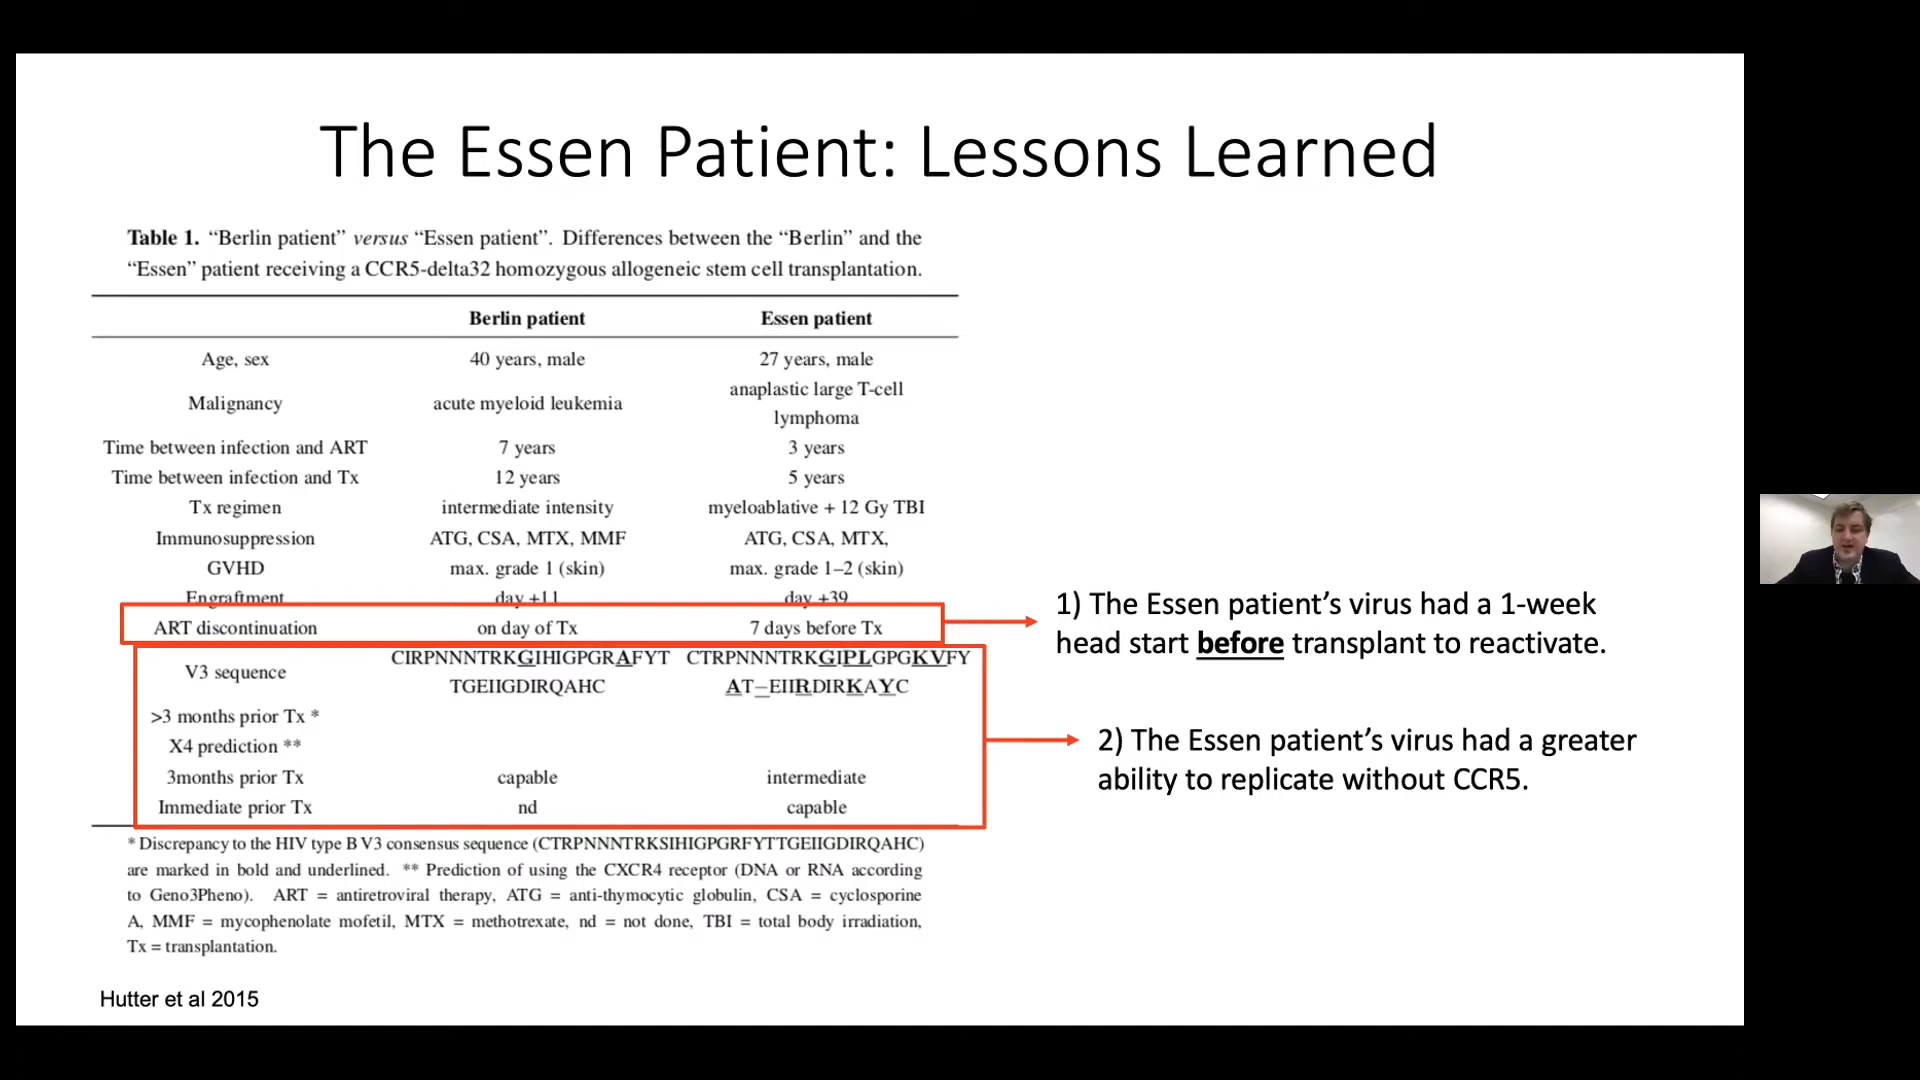 The Essen Patient: Lessons Learned
Table 1. “Berlin patient” versus “Essen patient”. Differences between the “Berlin” and the
“Essen” patient receiving a CCR5-delta32 homozygous allogeneic stem cell transplantation.
Berlin patient Essen patient
Age, sex 40 years, male 27 years, male
Malignancy acute myeloid leukemia anaplastic large T-cell
lymphoma
Time between infection and ART 7 years 3 years
Time between infection and Tx 12 years 5 years
Tx regimen intermediate intensity myeloablative + 12 Gy TBI
Immunosuppression ATG, CSA, MTX, MMF ATG, CSA, MTX,
GVHD max. grade 1 (skin) max. grade 1–2 (skin)
Engraftment day +11 day +39
ART discontinuation on day of Tx 7 days before Tx
V3 sequence CIRPNNNTRKGIHIGPGRAFYT CTRPNNNTRKGIPLGPGKVFY
TGEIIGDIRQAHC AT–EIIRDIRKAYC
>3 months prior Tx *
X4 prediction **
3months prior Tx capable intermediate
Immediate prior Tx nd capable
* Discrepancy to the HIV type B V3 consensus sequence (CTRPNNNTRKSIHIGPGRFYTTGEIIGDIRQAHC)
are marked in bold and underlined. ** Prediction of using the CXCR4 receptor (DNA or RNA according
to Geno3Pheno). ART = antiretroviral therapy, ATG = anti-thymocytic globulin, CSA = cyclosporine
A, MMF = mycophenolate mofetil, MTX = methotrexate, nd = not done, TBI = total body irradiation,
Tx = transplantation.
1) The Essen patient’s virus had a 1-week
head start before transplant to reactivate.
2) The Essen patient’s virus had a greater
ability to replicate without CCR5.
Hutter et al 2015